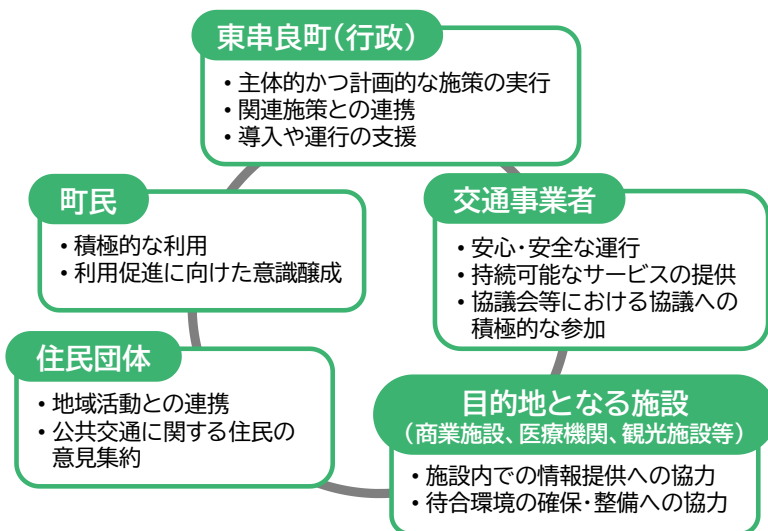 東串良町（行政）
・主体的かつ計画的な施策の実行
・関連施策との連携
・導入や運行の支援
町民
・積極的な利用
・利用促進に向けた意識醸成
交通事業者
・安心・安全な運行
・持続可能なサービスの提供
・協議会等における協議への
積極的な参加
住民団体
・地域活動との連携
・公共交通に関する住民の
意見集約
目的地となる施設
（商業施設、医療機関、観光施設等）
・施設内での情報提供への協力
・待合環境の確保・整備への協力